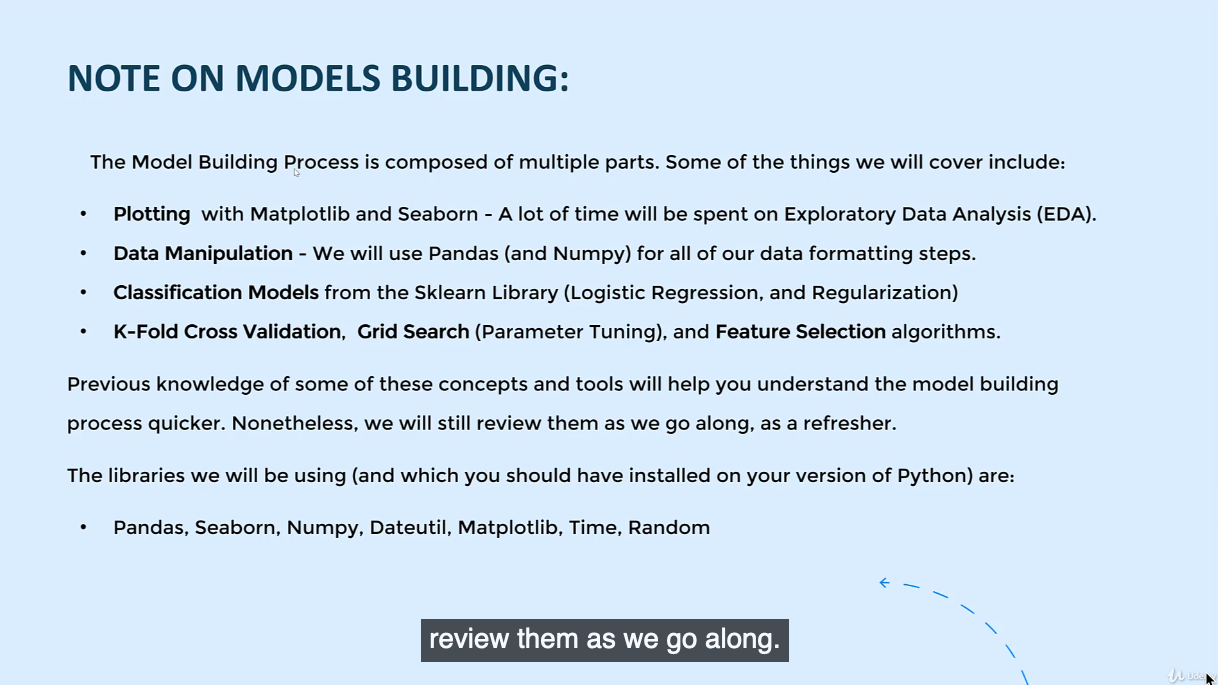 NOTE ON MODELS BUILDING:
The Model Building Process is composed of multiple parts. Some of the things we will cover include:
• Plotting with Matplotlib and Seaborn - A lot of time will be spent on Exploratory Data Analysis (EDA).
• Data Manipulation - We will use Pandas (and Numpy) for all of our data formatting steps.
• Classification Models from the Sklearn Library (Logistic Regression, and Regularization)
• K-Fold Cross Validation, Grid Search (Parameter Tuning), and Feature Selection algorithms.
Previous knowledge of some of these concepts and tools will help you understand the model building
process quicker. Nonetheless, we will still review them as we go along, as a refresher.
The libraries we will be using (and which you should have installed on your version of Python) are:
• Pandas, Seaborn, Numpy, Dateutil, Matplotlib, Time, Random
review them as we go along.